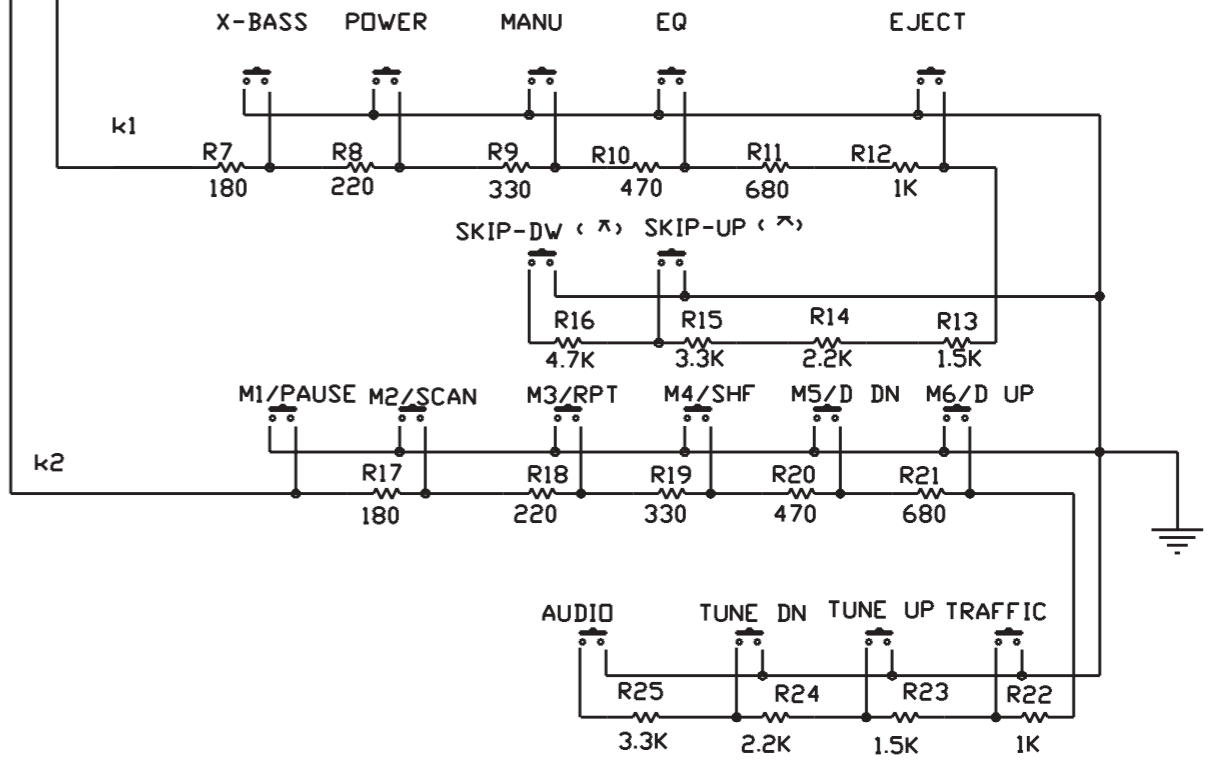 X-BASS POWER MANU EQ EJECT
k1
R7 R8 R9 R10 R11 R12
180 220 330 470 680 1K
SKIP-DW ( ⊼ ) SKIP-UP ( ⊼ )
R16 R15 R14 R13
4.7K 3.3K 2.2K 1.5K
M1/PAUSE M2/SCAN M3/RPT M4/SHF M5/D DN M6/D UP
k2
R17 R18 R19 R20 R21
180 220 330 470 680
AUDIO TUNE DN TUNE UP TRAFFIC
R25 R24 R23 R22
3.3K 2.2K 1.5K 1K